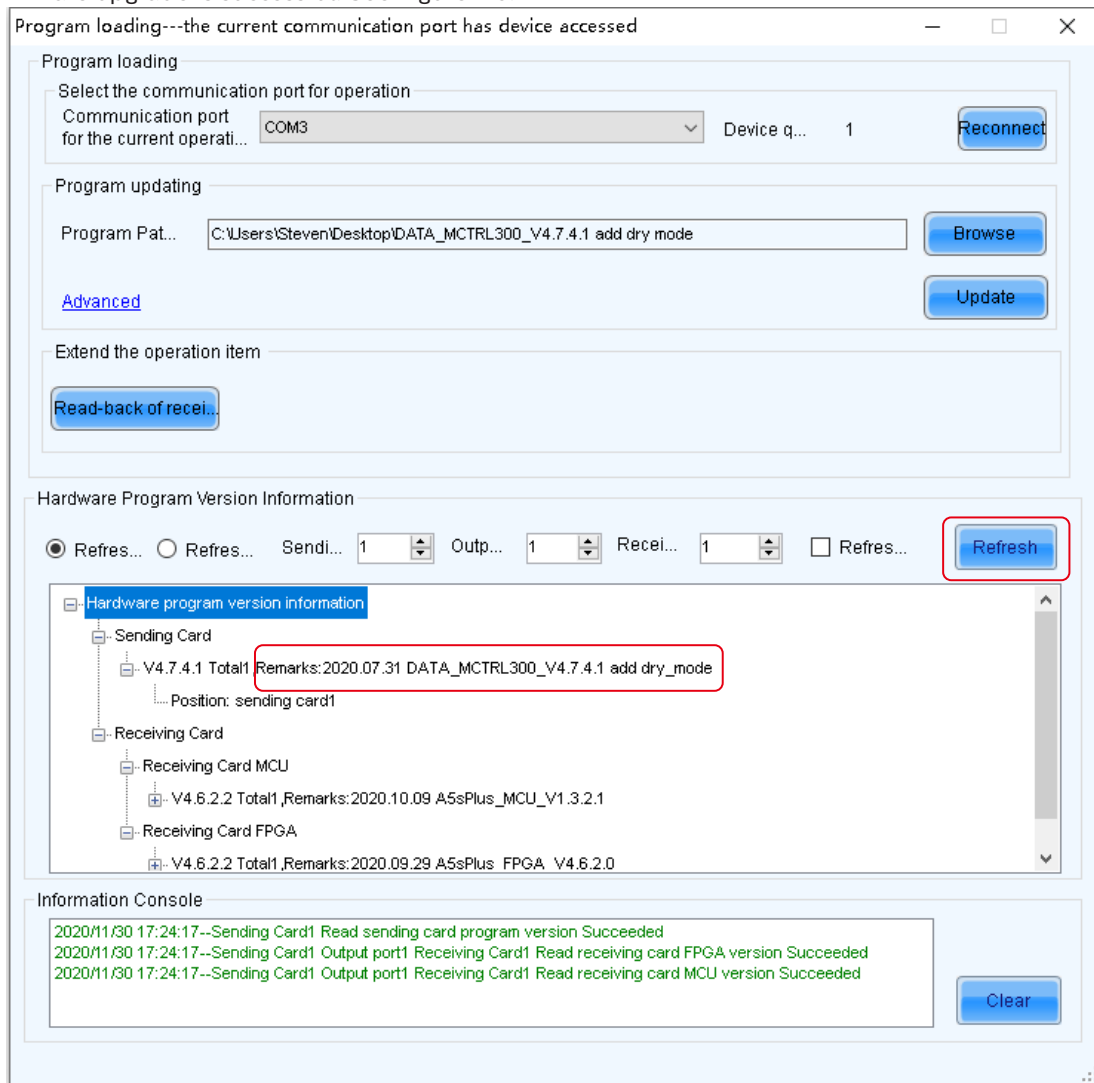 Program loading---the current communication port has device accessed
Program loading
Select the communication port for operation
Communication port
for the current operati...
COM3
Device q...
1
Reconnect
Program updating
Program Pat...
C:\Users\Steven\Desktop\DATA_MCTRL300_V4.7.4.1 add dry mode
Browse
Advanced
Update
Extend the operation item
Read-back of recei...
Hardware Program Version Information
Refres...
Refres...
Sendi...
1
Outp...
1
Recei...
1
Refres...
Refresh
Hardware program version information
Sending Card
V4.7.4.1 Total1 Remarks:2020.07.31 DATA_MCTRL300_V4.7.4.1 add dry_mode
Position: sending card1
Receiving Card
Receiving Card MCU
V4.6.2.2 Total1 ,Remarks:2020.10.09 A5sPlus_MCU_V1.3.2.1
Receiving Card FPGA
V4.6.2.2 Total1 ,Remarks:2020.09.29 A5sPlus_FPGA_V4.6.2.0
Information Console
2020/11/30 17:24:17--Sending Card1 Read sending card program version Succeeded
2020/11/30 17:24:17--Sending Card1 Output port1 Receiving Card1 Read receiving card FPGA version Succeeded
2020/11/30 17:24:17--Sending Card1 Output port1 Receiving Card1 Read receiving card MCU version Succeeded
Clear